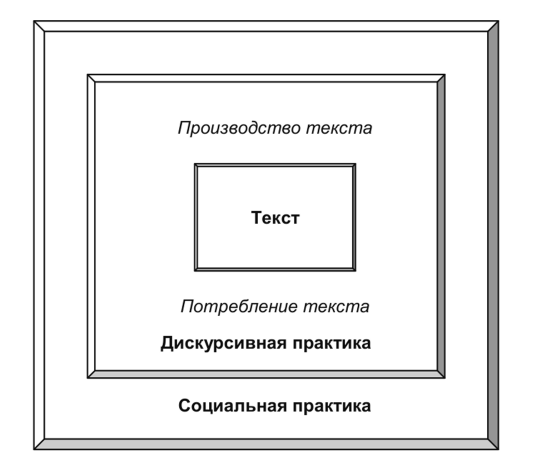 Производство текста
Текст
Потребление текста
Дискурсивная практика
Социальная практика